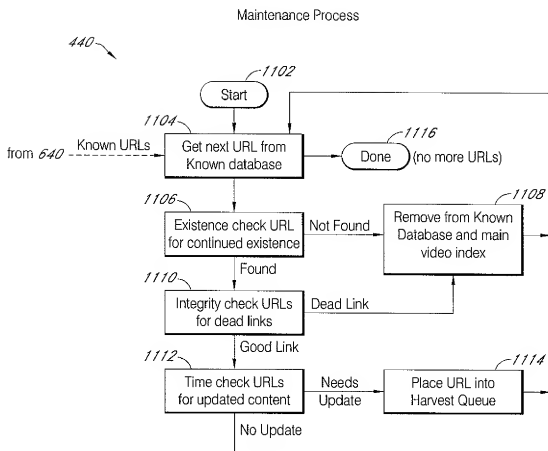 Maintenance Process
440
1102
Start
1104
from 640
Known URLs
Get next URL from
Known database
1116
Done
(no more URLs)
1106
Existence check URL
for continued existence
Not Found
1108
Remove from Known
Database and main
video index
Found
1110
Integrity check URLs
for dead links
Dead Link
Good Link
1112
Time check URLs
for updated content
Needs
Update
1114
Place URL into
Harvest Queue
No Update